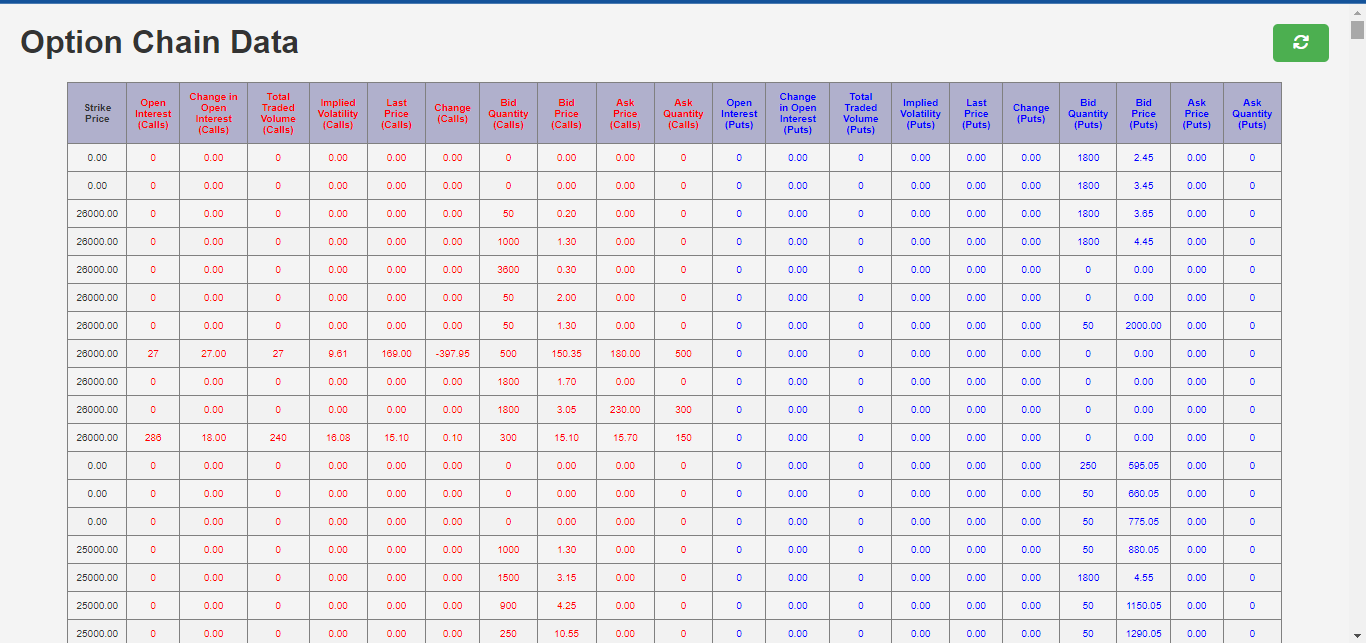 Option Chain Data
Strike Price Open Interest (Calls) Change in Open Interest (Calls) Total Traded Volume (Calls) Implied Volatility (Calls) Last Price (Calls) Change (Calls) Bid Quantity (Calls) Bid Price (Calls) Ask Price (Calls) Ask Quantity (Calls) Open Interest (Puts) Change in Open Interest (Puts) Total Traded Volume (Puts) Implied Volatility (Puts) Last Price (Puts) Change (Puts) Bid Quantity (Puts) Bid Price (Puts) Ask Price (Puts) Ask Quantity (Puts)
0.00 0 0.00 0 0.00 0.00 0.00 0 0.00 0.00 0 0 0.00 0 0.00 0.00 0.00 1800 2.45 0.00 0
0.00 0 0.00 0 0.00 0.00 0.00 0 0.00 0.00 0 0 0.00 0 0.00 0.00 0.00 1800 3.45 0.00 0
26000.00 0 0.00 0 0.00 0.00 0.00 50 0.20 0.00 0 0 0.00 0 0.00 0.00 0.00 1800 3.65 0.00 0
26000.00 0 0.00 0 0.00 0.00 0.00 1000 1.30 0.00 0 0 0.00 0 0.00 0.00 0.00 1800 4.45 0.00 0
26000.00 0 0.00 0 0.00 0.00 0.00 3600 0.30 0.00 0 0 0.00 0 0.00 0.00 0.00 0 0.00 0.00 0
26000.00 0 0.00 0 0.00 0.00 0.00 50 2.00 0.00 0 0 0.00 0 0.00 0.00 0.00 0 0.00 0.00 0
26000.00 0 0.00 0 0.00 0.00 0.00 50 1.30 0.00 0 0 0.00 0 0.00 0.00 0.00 50 2000.00 0.00 0
26000.00 27 27.00 27 9.61 169.00 -397.95 500 150.35 180.00 500 0 0.00 0 0.00 0.00 0.00 0 0.00 0.00 0
26000.00 0 0.00 0 0.00 0.00 0.00 1800 1.70 0.00 0 0 0.00 0 0.00 0.00 0.00 0 0.00 0.00 0
26000.00 0 0.00 0 0.00 0.00 0.00 1800 3.05 230.00 300 0 0.00 0 0.00 0.00 0.00 0 0.00 0.00 0
26000.00 286 18.00 240 16.08 15.10 0.10 300 15.10 15.70 150 0 0.00 0 0.00 0.00 0.00 0 0.00 0.00 0
0.00 0 0.00 0 0.00 0.00 0.00 0 0.00 0.00 0 0 0.00 0 0.00 0.00 0.00 250 595.05 0.00 0
0.00 0 0.00 0 0.00 0.00 0.00 0 0.00 0.00 0 0 0.00 0 0.00 0.00 0.00 50 660.05 0.00 0
0.00 0 0.00 0 0.00 0.00 0.00 0 0.00 0.00 0 0 0.00 0 0.00 0.00 0.00 50 775.05 0.00 0
25000.00 0 0.00 0 0.00 0.00 0.00 1000 1.30 0.00 0 0 0.00 0 0.00 0.00 0.00 50 880.05 0.00 0
25000.00 0 0.00 0 0.00 0.00 0.00 1500 3.15 0.00 0 0 0.00 0 0.00 0.00 0.00 1800 4.55 0.00 0
25000.00 0 0.00 0 0.00 0.00 0.00 900 4.25 0.00 0 0 0.00 0 0.00 0.00 0.00 50 1150.05 0.00 0
25000.00 0 0.00 0 0.00 0.00 0.00 250 10.55 0.00 0 0 0.00 0 0.00 0.00 0.00 50 1290.05 0.00 0